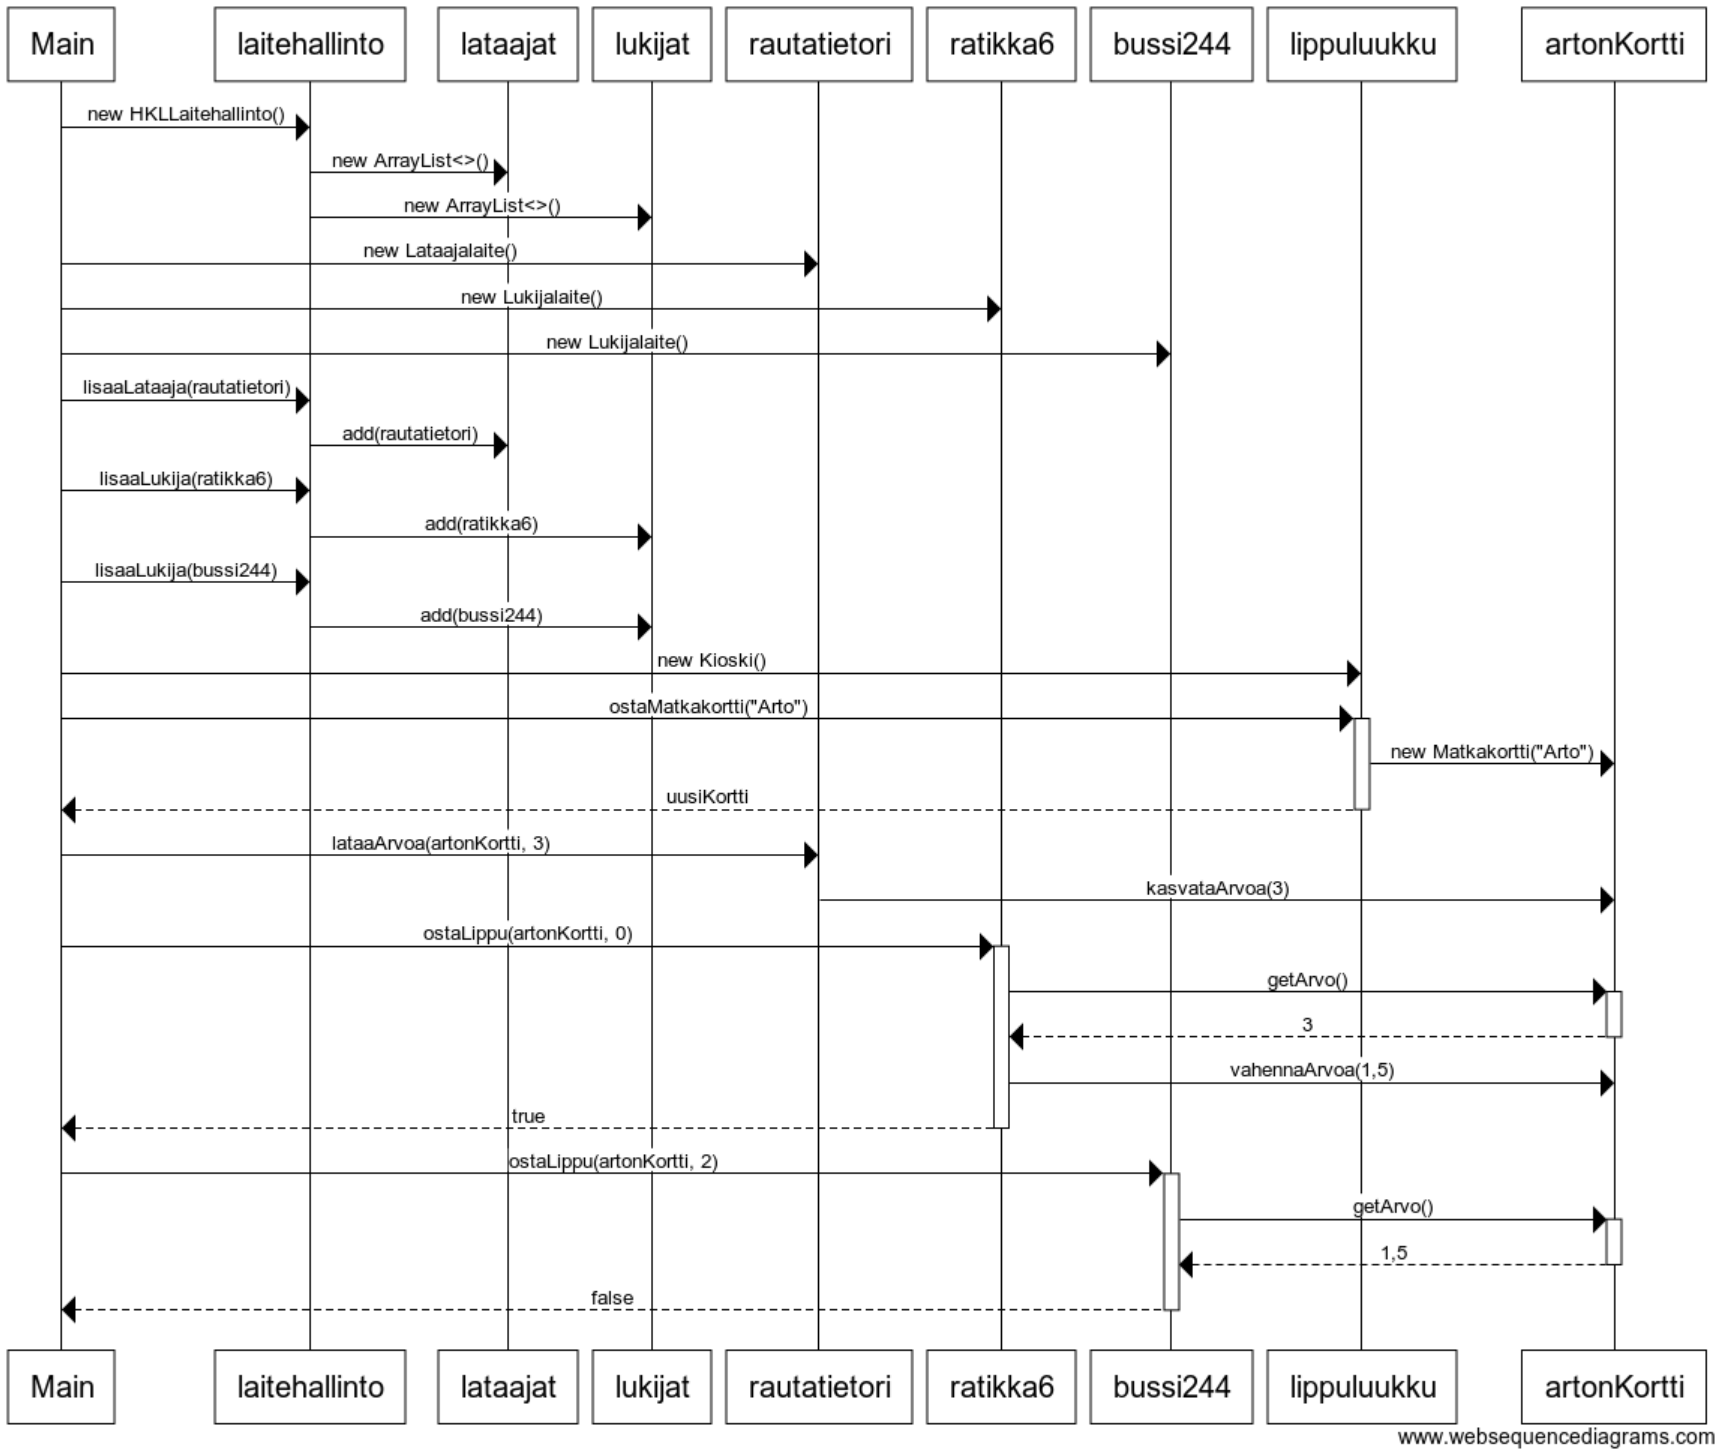 Main laitehallinto lataajat lukijat rautatietori ratikka6 bussi244 lippuluukku artonKortti
new HKLLaitehallinto()
new ArrayList<>()
new ArrayList<>()
new Lataajalaite()
new Lukijalaite()
new Lukijalaite()
lisaaLataaja(rautatietori)
add(rautatietori)
lisaaLukija(ratikka6)
add(ratikka6)
lisaaLukija(bussi244)
add(bussi244)
new Kioski()
ostaMatkakortti("Arto")
new Matkakortti("Arto")
uusiKortti
lataaArvoa(artonKortti, 3)
kasvataArvoa(3)
ostaLippu(artonKortti, 0)
getArvo()
3
vahennaArvoa(1,5)
true
ostaLippu(artonKortti, 2)
getArvo()
1,5
false
Main laitehallinto lataajat lukijat rautatietori ratikka6 bussi244 lippuluukku artonKortti
www.websequencediagrams.com